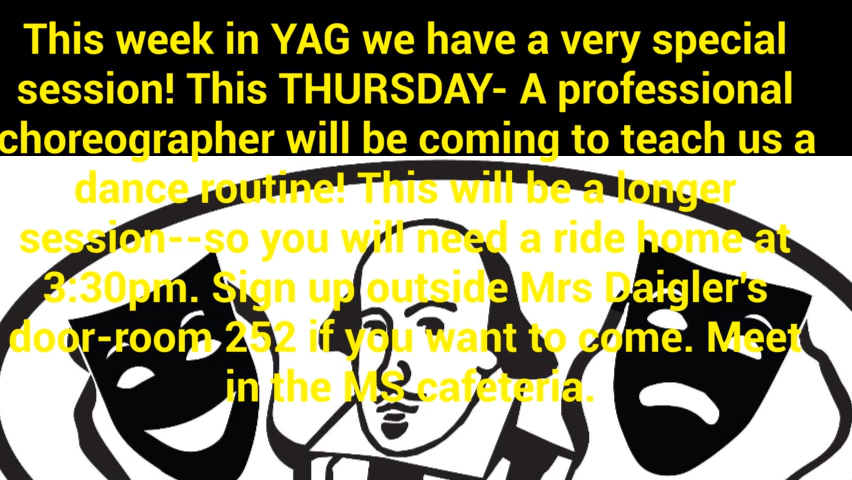 This week in YAG we have a very special
session! This THURSDAY- A professional
choreographer will be coming to teach us a
dance routine! This will be a longer
session--so you will need a ride home at
3:30pm. Sign up outside Mrs Daigler's
door-room 252 if you want to come. Meet
in the MS cafeteria.